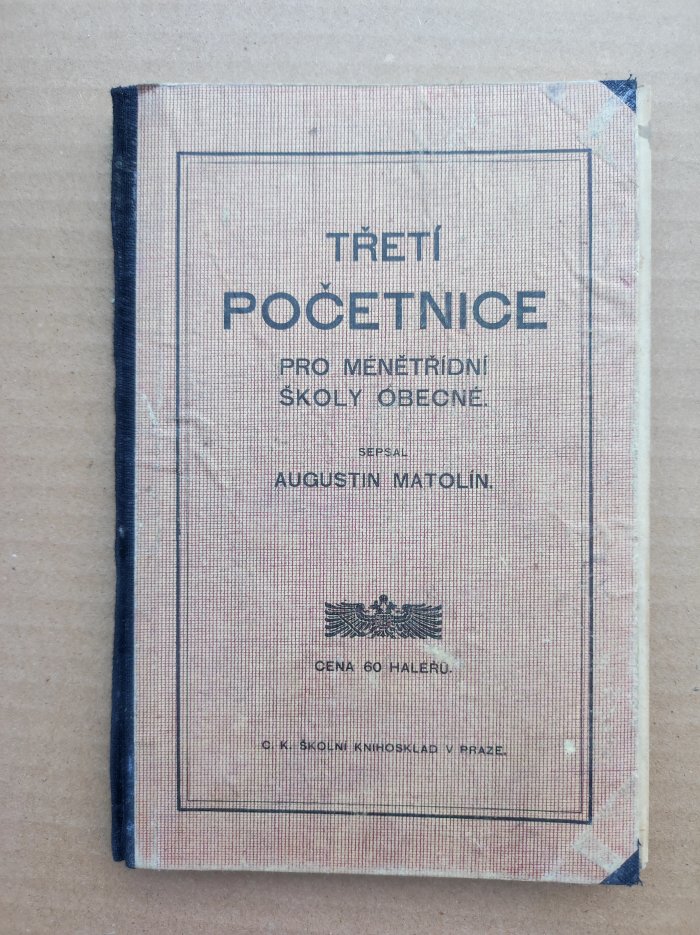 TŘETÍ
POČETNICE
PRO MÉNĚTŘÍDNÍ
ŠKOLY OBECNÉ.
SEPSAL
AUGUSTIN MATOLÍN.
CENA 60 HALÉŘŮ.
C. K. ŠKOLNÍ KNIHOSKLAD V PRAZE.